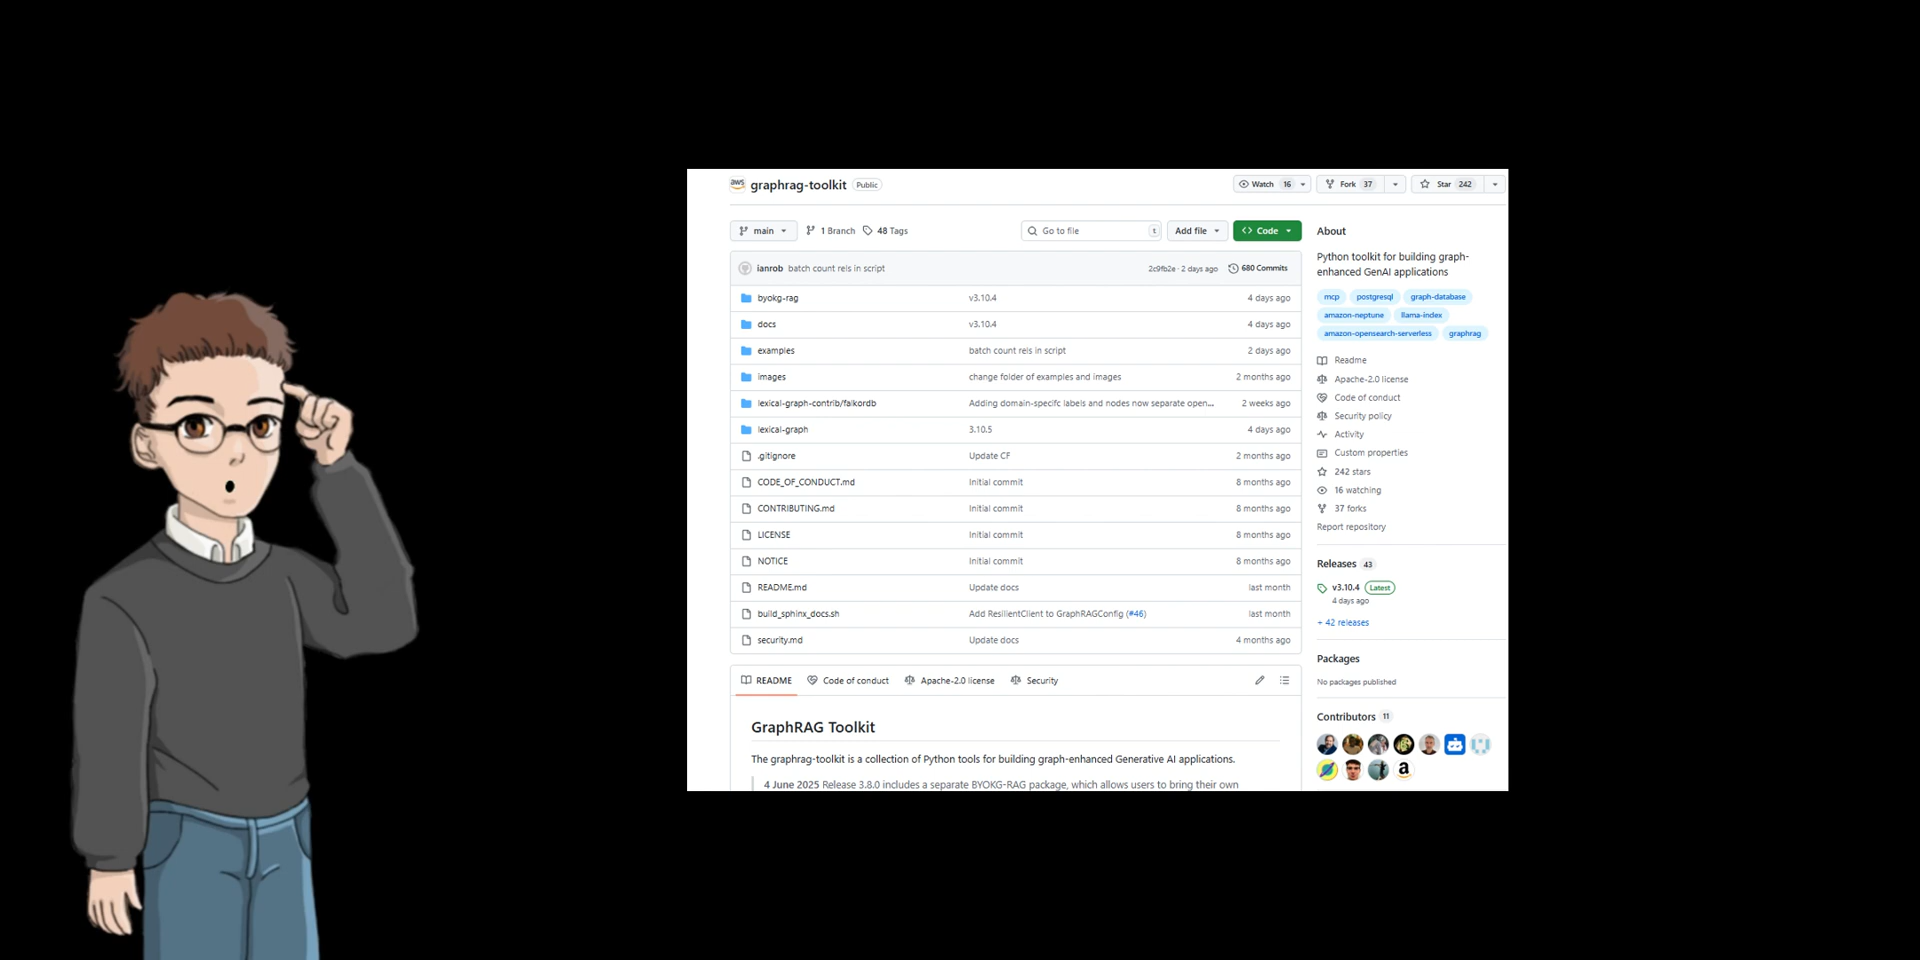 aws graphrag-toolkit Public Watch 16 Fork 37 Star 242
main 1 Branch 48 Tags Go to file t Add file Code
ianrob batch count rels in script 2c9fb2e · 2 days ago 680 Commits
byokg-rag v3.10.4 4 days ago
docs v3.10.4 4 days ago
examples batch count rels in script 2 days ago
images change folder of examples and images 2 months ago
lexical-graph-contrib/falkordb Adding domain-specifc labels and nodes now separate open... 2 weeks ago
lexical-graph 3.10.5 4 days ago
.gitignore Update CF 2 months ago
CODE_OF_CONDUCT.md Initial commit 8 months ago
CONTRIBUTING.md Initial commit 8 months ago
LICENSE Initial commit 8 months ago
NOTICE Initial commit 8 months ago
README.md Update docs last month
build_sphinx_docs.sh Add ResilientClient to GraphRAGConfig (#46) last month
security.md Update docs 4 months ago
README Code of conduct Apache-2.0 license Security
GraphRAG Toolkit
The graphrag-toolkit is a collection of Python tools for building graph-enhanced Generative AI applications.
4 June 2025 Release 3.8.0 includes a separate BYOKG-RAG package, which allows users to bring their own
About
Python toolkit for building graph-
enhanced GenAI applications
mcp postgresql graph-database
amazon-neptune llama-index
amazon-opensearch-serverless graphrag
Readme
Apache-2.0 license
Code of conduct
Security policy
Activity
Custom properties
242 stars
16 watching
37 forks
Report repository
Releases 43
v3.10.4 Latest
4 days ago
+ 42 releases
Packages
No packages published
Contributors 11
a